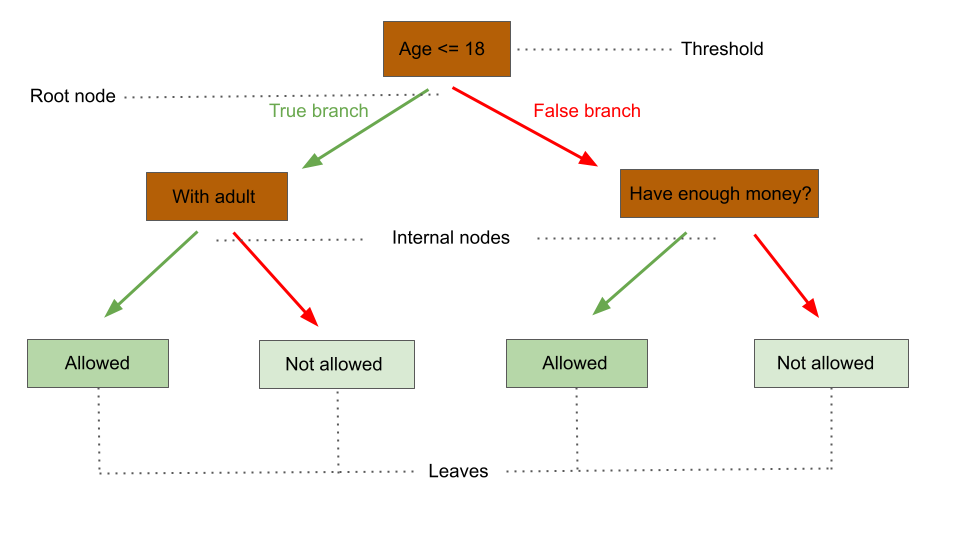 Age <= 18
Threshold
Root node
True branch
False branch
With adult
Have enough money?
Internal nodes
Allowed
Not allowed
Allowed
Not allowed
Leaves